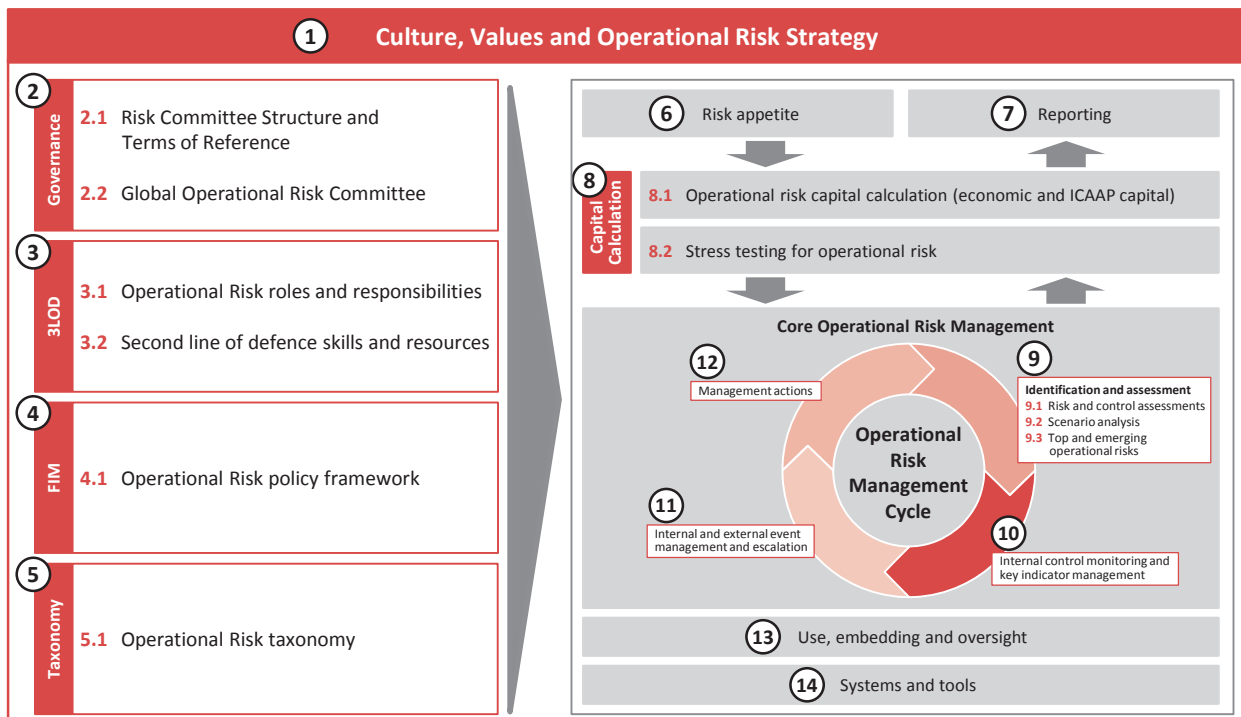 1 Culture, Values and Operational Risk Strategy
2
Governance
2.1 Risk Committee Structure and
Terms of Reference
2.2 Global Operational Risk Committee
3
3LOD
3.1 Operational Risk roles and responsibilities
3.2 Second line of defence skills and resources
4
FIM
4.1 Operational Risk policy framework
5
Taxonomy
5.1 Operational Risk taxonomy
6 Risk appetite
7 Reporting
8
Capital
Calculation
8.1 Operational risk capital calculation (economic and ICAAP capital)
8.2 Stress testing for operational risk
Core Operational Risk Management
Operational
Risk
Management
Cycle
9
Identification and assessment
9.1 Risk and control assessments
9.2 Scenario analysis
9.3 Top and emerging
operational risks
10
Internal control monitoring and
key indicator management
11
Internal and external event
management and escalation
12
Management actions
13 Use, embedding and oversight
14 Systems and tools